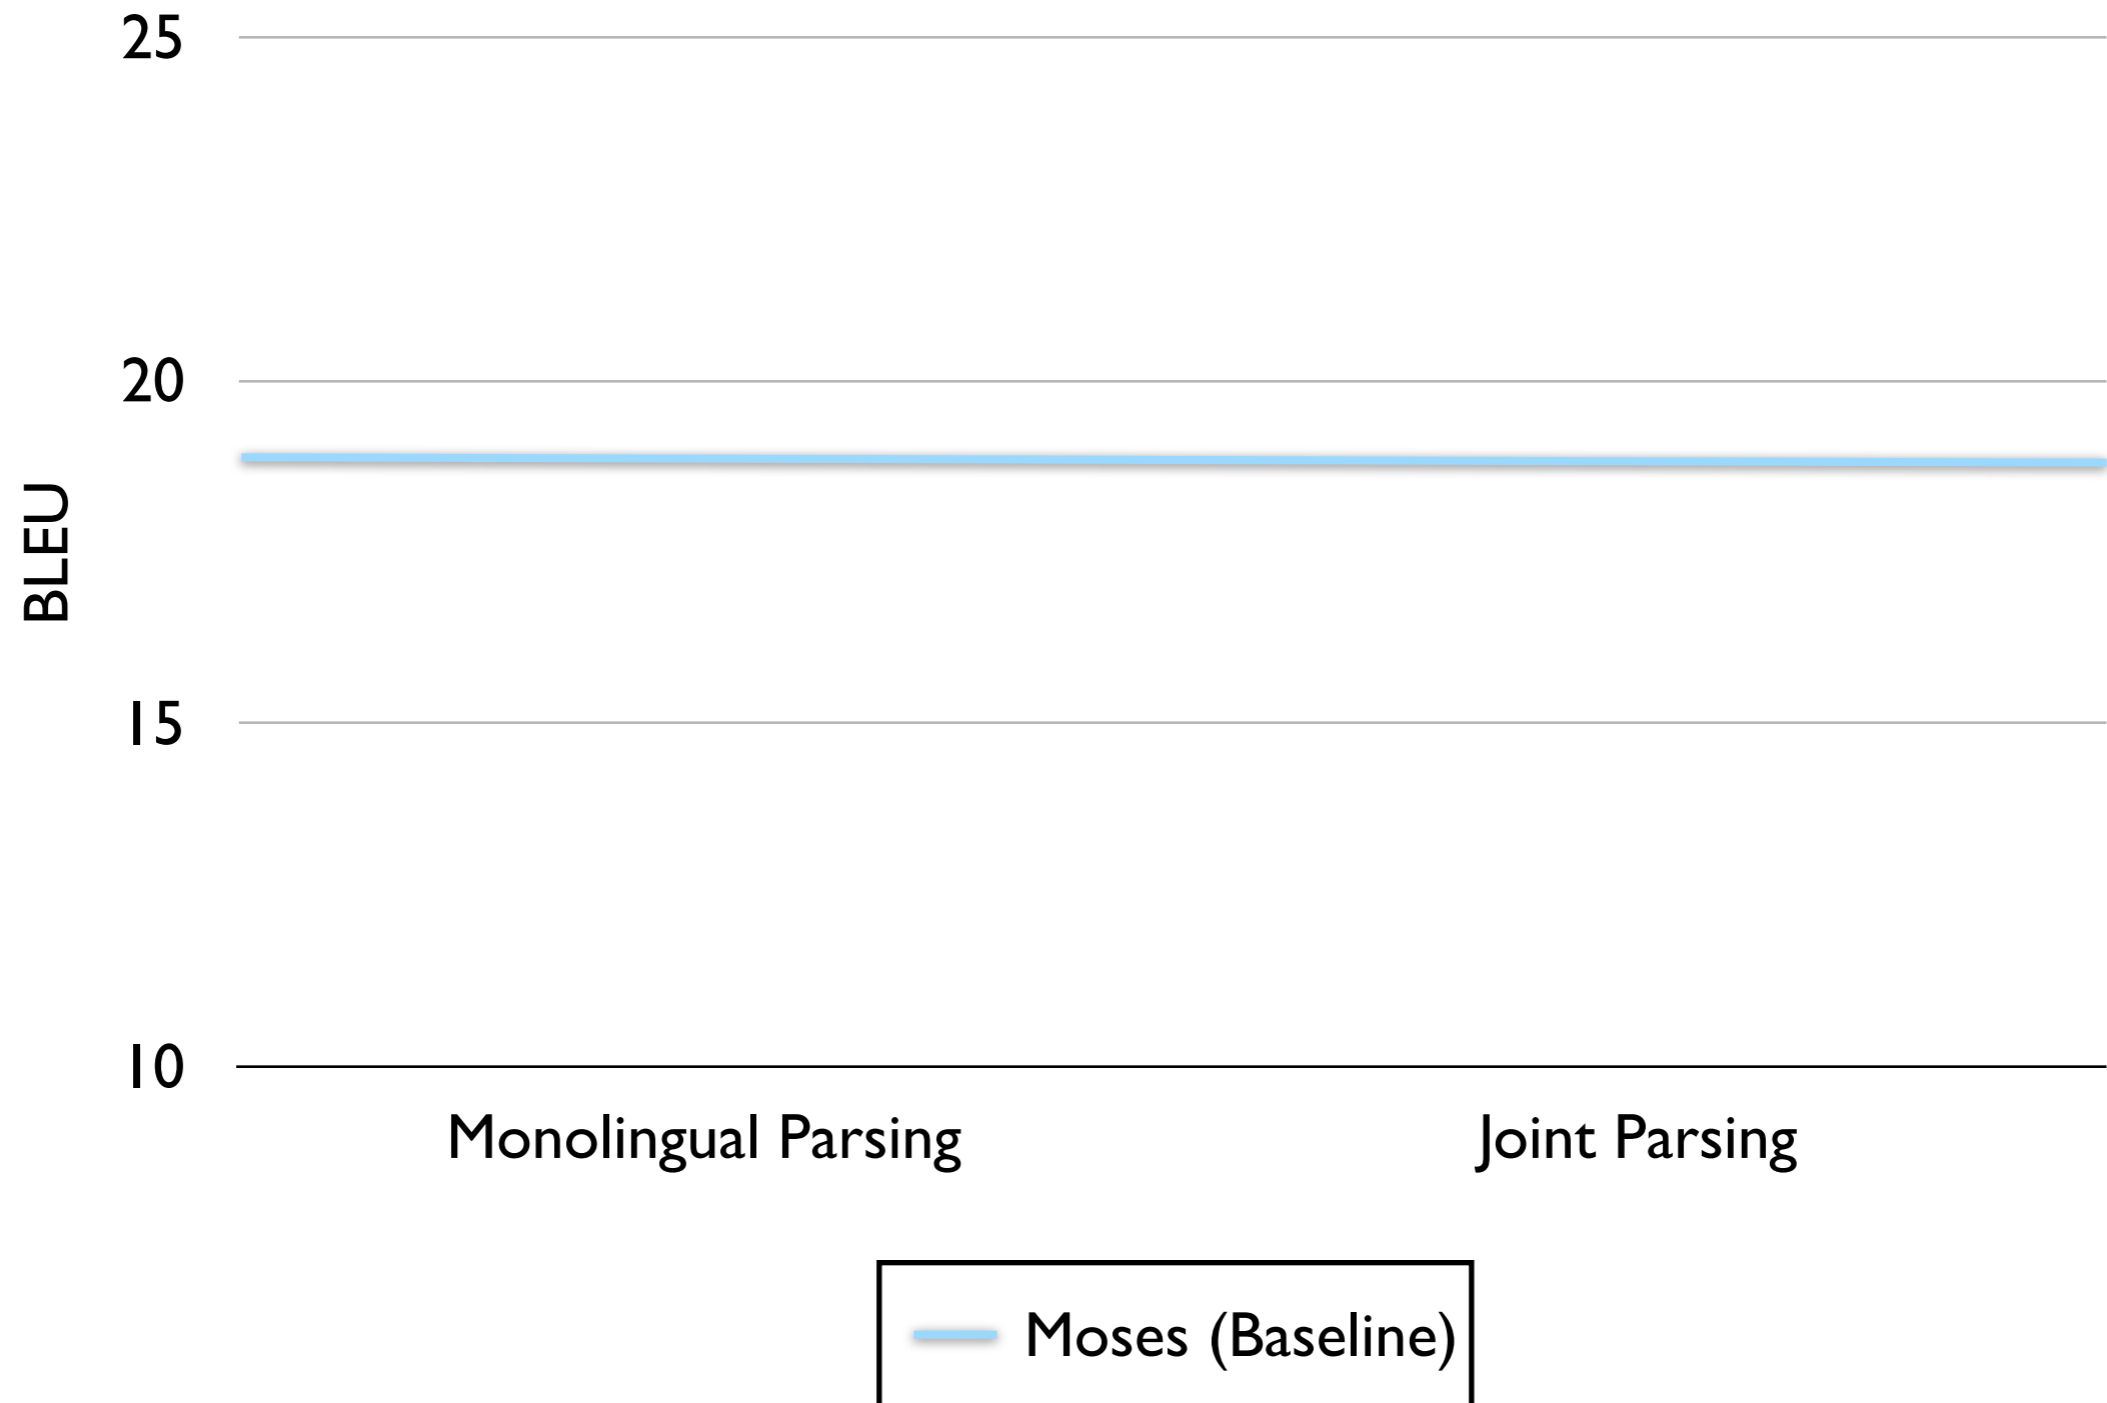 25
20
BLEU
15
10
Monolingual Parsing
Joint Parsing
Moses (Baseline)